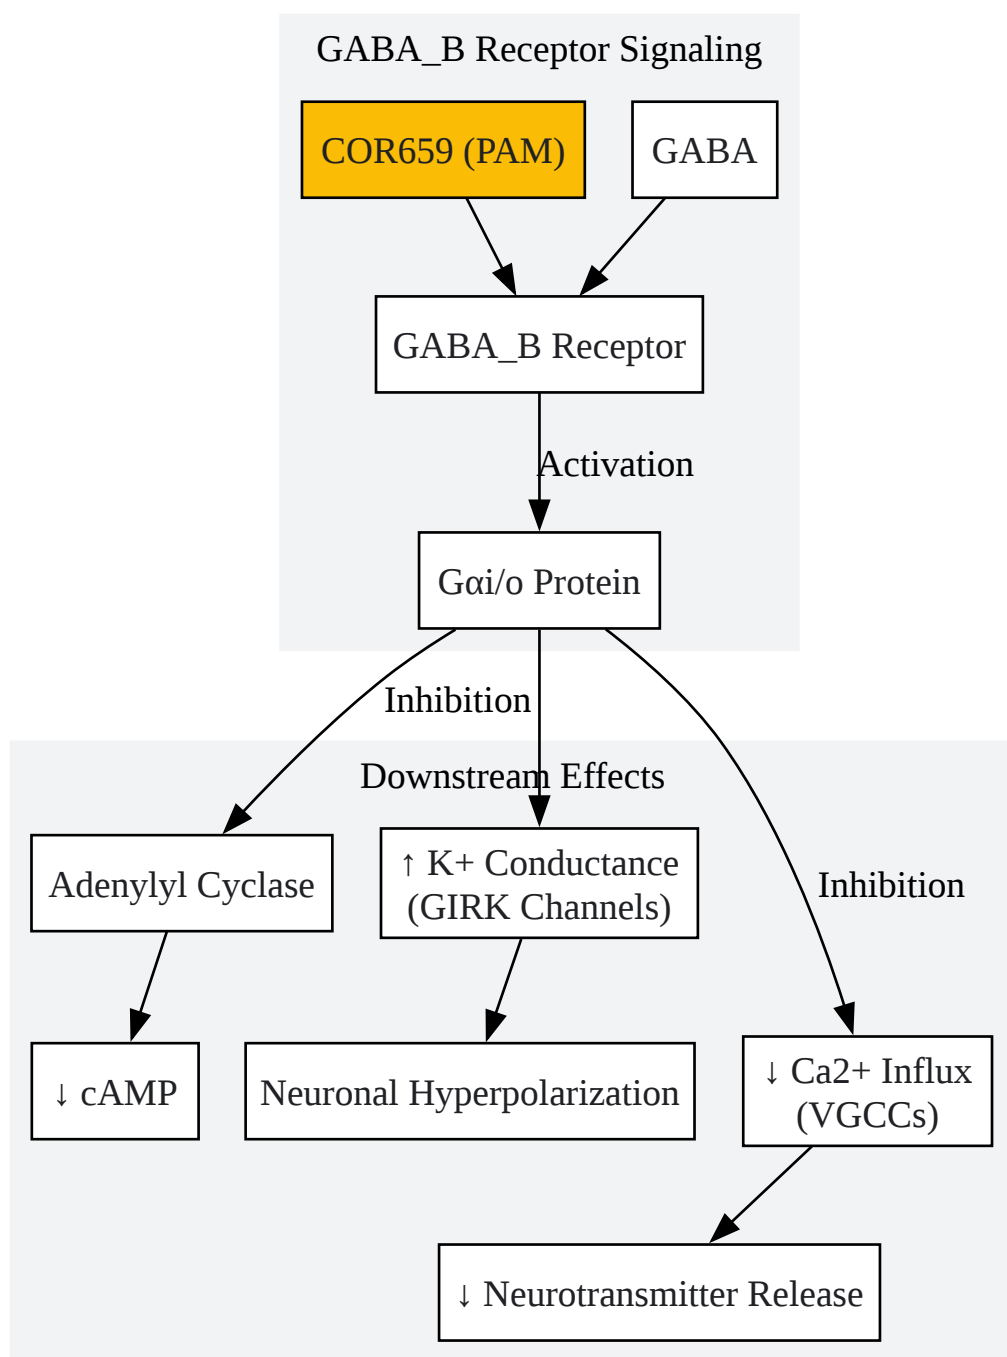 GABA_B Receptor Signaling
COR659 (PAM)
GABA
GABA_B Receptor
Activation
Gαi/o Protein
Inhibition
Downstream Effects
Adenylyl Cyclase
↑ K+ Conductance
(GIRK Channels)
Inhibition
↓ cAMP
Neuronal Hyperpolarization
↓ Ca2+ Influx
(VGCCs)
↓ Neurotransmitter Release